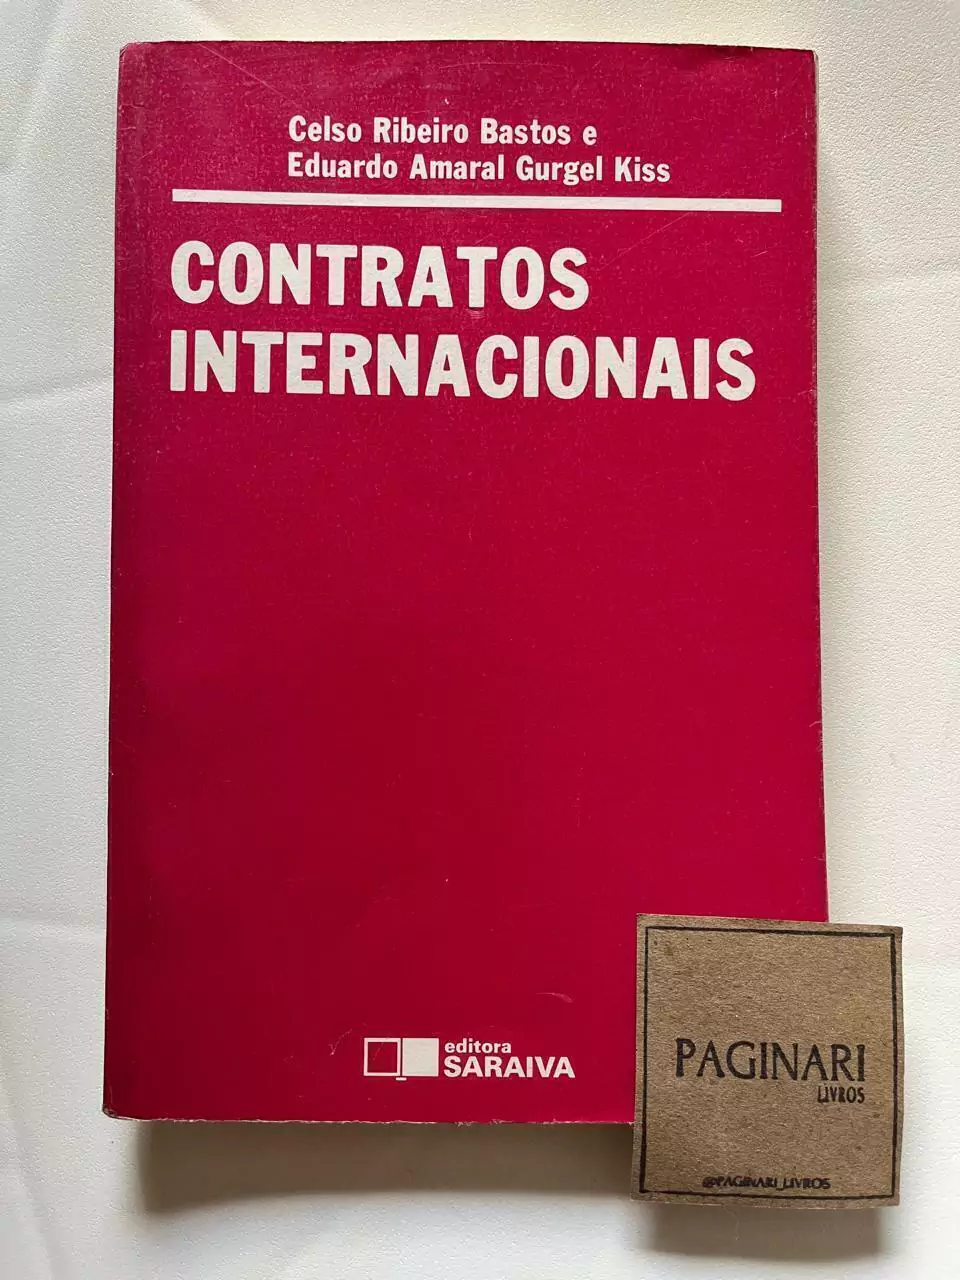 Celso Ribeiro Bastos e
Eduardo Amaral Gurgel Kiss
CONTRATOS
INTERNACIONAIS
editora
SARAIVA
PAGINARI
LIVROS
@PAGINARI_LIVROS